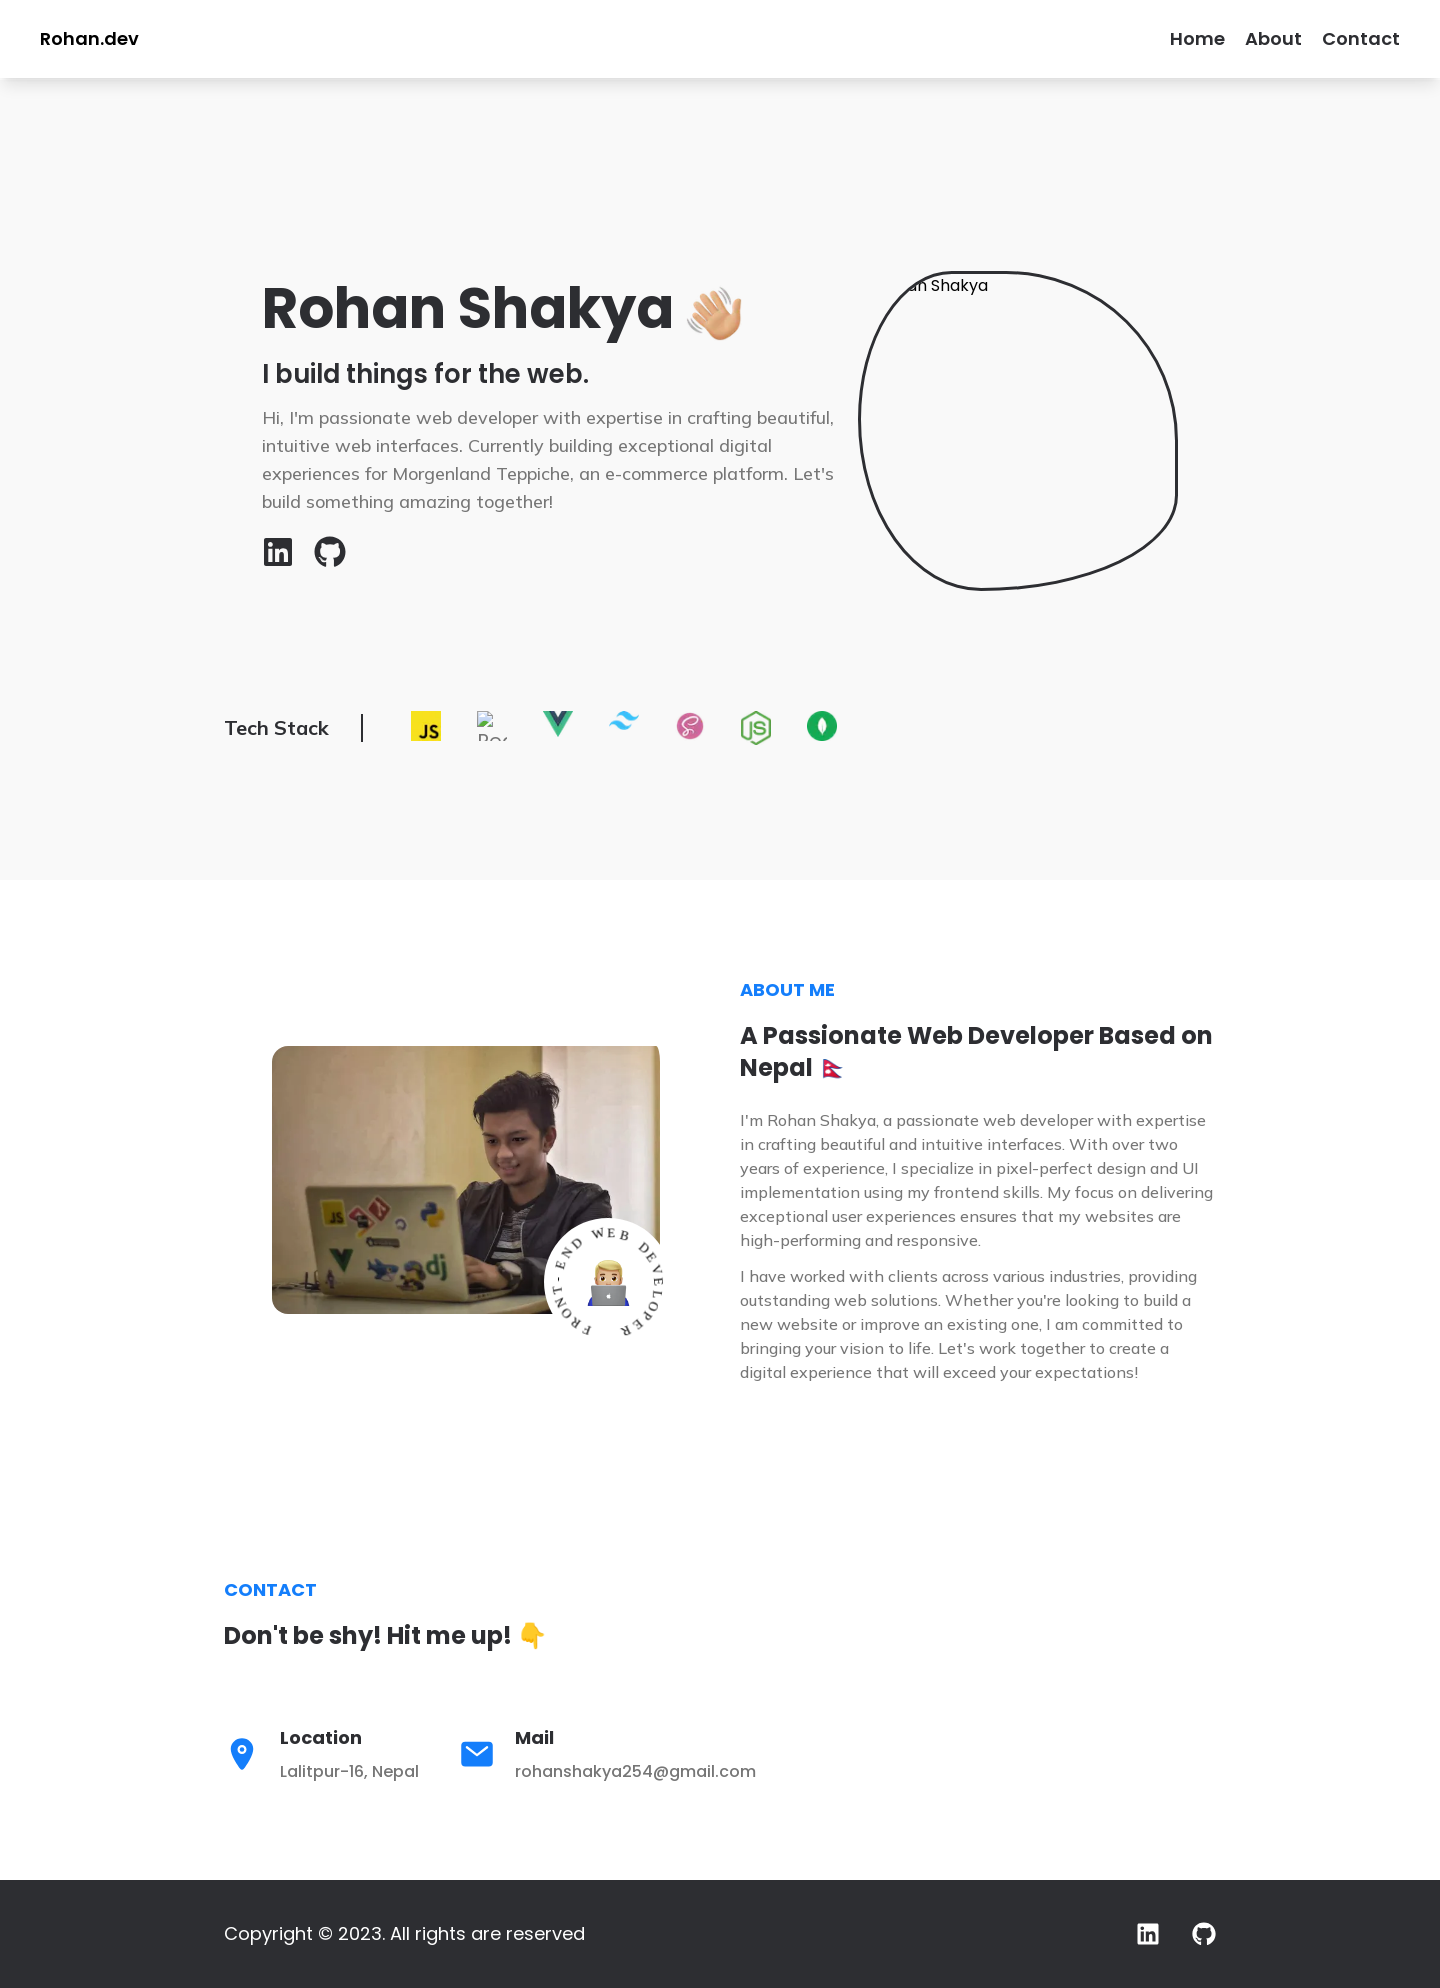 Rohan.dev
Home
About
Contact
Rohan Shakya 👋🏼
an Shakya
I build things for the web.
Hi, I'm passionate web developer with expertise in crafting beautiful,
intuitive web interfaces. Currently building exceptional digital
experiences for Morgenland Teppiche, an e-commerce platform. Let's
build something amazing together!
Tech Stack
JS
JS
ABOUT ME
A Passionate Web Developer Based on
Nepal 🇳🇵
I'm Rohan Shakya, a passionate web developer with expertise
in crafting beautiful and intuitive interfaces. With over two
years of experience, I specialize in pixel-perfect design and UI
implementation using my frontend skills. My focus on delivering
exceptional user experiences ensures that my websites are
high-performing and responsive.
I have worked with clients across various industries, providing
outstanding web solutions. Whether you're looking to build a
new website or improve an existing one, I am committed to
bringing your vision to life. Let's work together to create a
digital experience that will exceed your expectations!
JS
dj
FRONT-END WEB DEVELOPER
CONTACT
Don't be shy! Hit me up! 👇
Location
Lalitpur-16, Nepal
Mail
rohanshakya254@gmail.com
Copyright © 2023. All rights are reserved